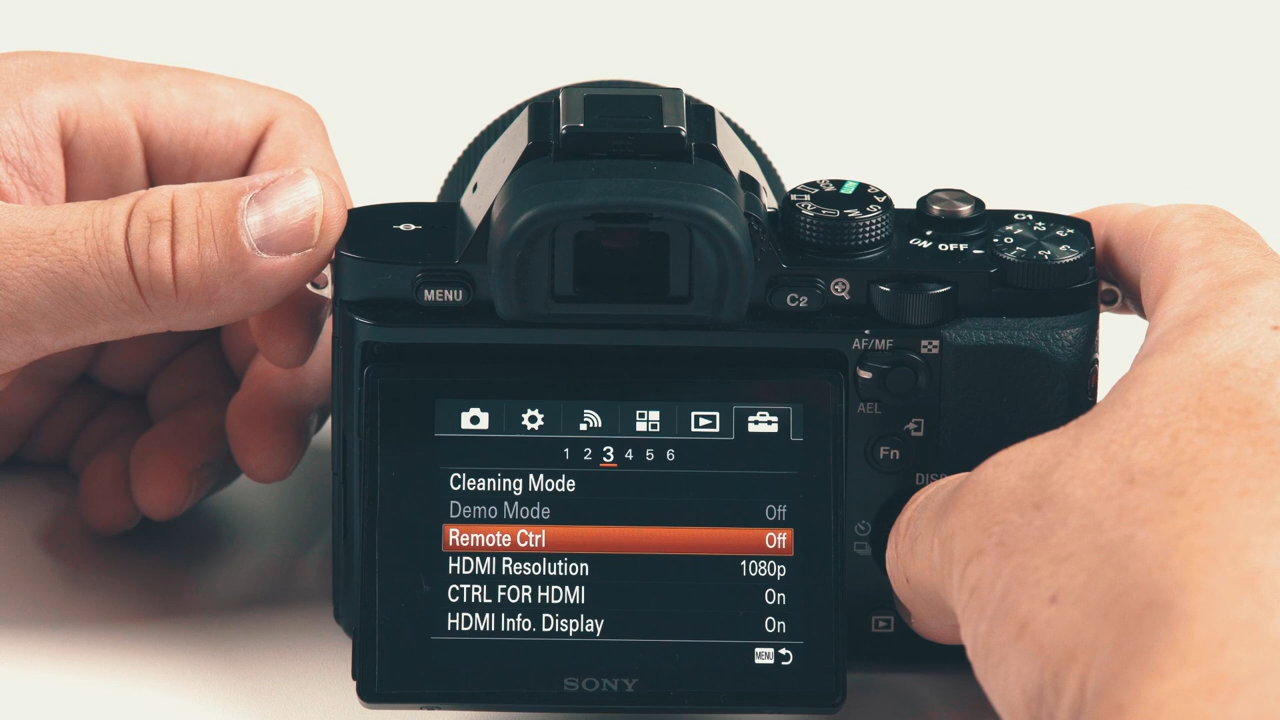 ON OFF
C1
MENU
C2
AF/MF
AEL
Fn
1 2 3 4 5 6
Cleaning Mode
Demo Mode Off
Remote Ctrl Off
HDMI Resolution 1080p
CTRL FOR HDMI On
HDMI Info. Display On
MENU
SONY